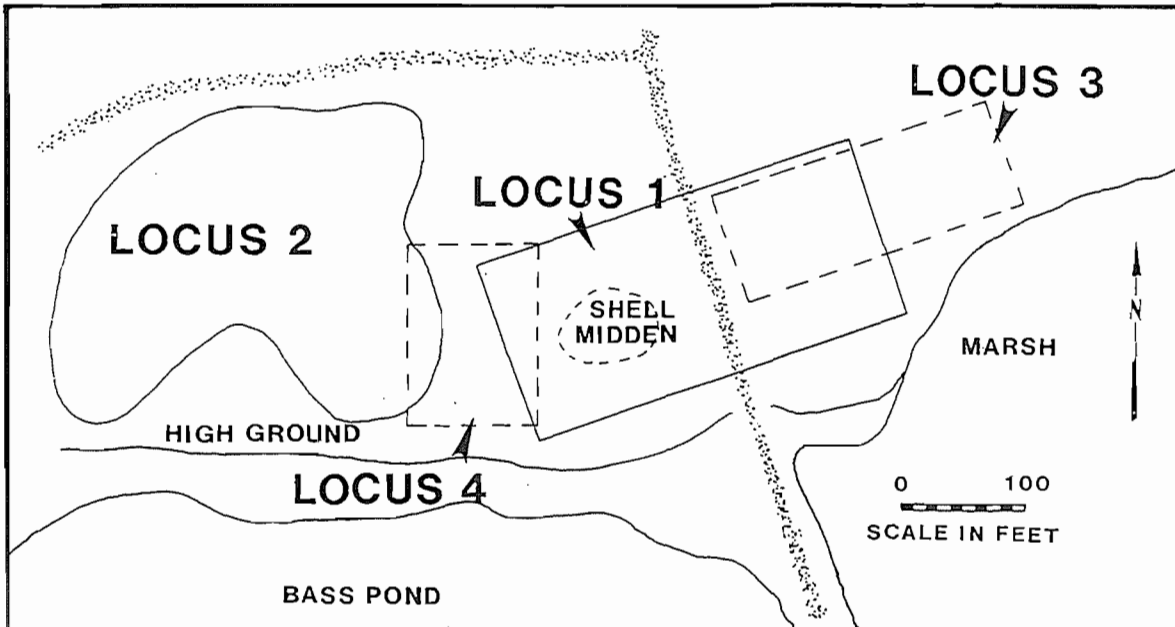 LOCUS 3
LOCUS 1
LOCUS 2
SHELL
MIDDEN
N
MARSH
HIGH GROUND
LOCUS 4
0 100
SCALE IN FEET
BASS POND